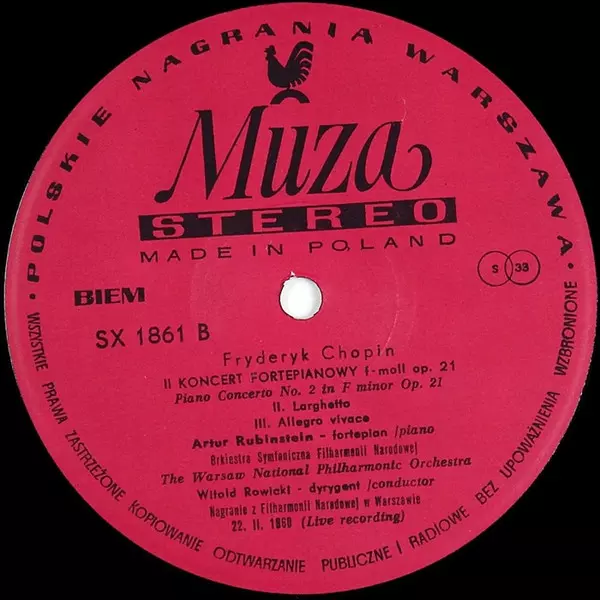 • POLSKIE NAGRANIA WARSZAWA •
Muza
STEREO
MADE IN POLAND
BIEM
S 33
SX 1861 B
Fryderyk Chopin
II KONCERT FORTEPIANOWY f-moll op. 21
Piano Concerto No. 2 in F minor Op. 21
II. Larghetto
III. Allegro vivace
Artur Rubinstein - fortepian /piano
Orkiestra Symfoniczna Filharmonii Narodowej
The Warsaw National Philharmonic Orchestra
Witold Rowicki - dyrygent /conductor
Nagranie z Filharmonii Narodowej w Warszawie
22. II. 1960 (Live recording)
WSZYSTKIE PRAWA ZASTRZEŻONE KOPIOWANIE ODTWARZANIE PUBLICZNE I RADIOWE BEZ UPOWAŻNIENIA WZBRONIONE